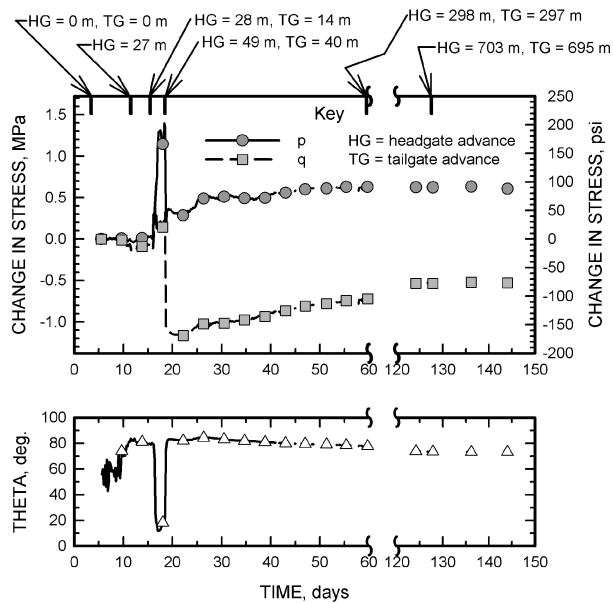 HG = 0 m, TG = 0 m
HG = 27 m
HG = 28 m, TG = 14 m
HG = 49 m, TG = 40 m
HG = 298 m, TG = 297 m
HG = 703 m, TG = 695 m
Key
p HG = headgate advance
q TG = tailgate advance
CHANGE IN STRESS, MPa
1.5
1.0
0.5
0.0
-0.5
-1.0
CHANGE IN STRESS, psi
250
200
150
100
50
0
-50
-100
-150
-200
0 10 20 30 40 50 60 120 130 140 150
THETA, deg.
100
80
60
40
20
0
0 10 20 30 40 50 60 120 130 140 150
TIME, days